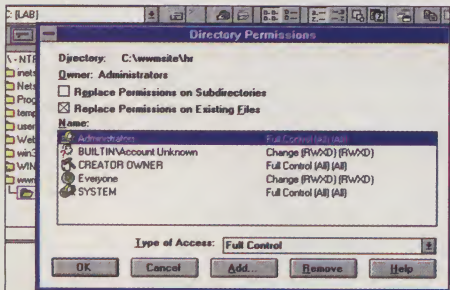 C: [LAB]
Directory Permissions
\ - NTF
inets
Nets
Prog
temp
user
Web
win3
WIN
wwm
Directory: C:\wwmsite\hr
Owner: Administrators
Replace Permissions on Subdirectories
Replace Permissions on Existing Files
Name:
Administrators Full Control (All) (All)
BUILTIN\Account Unknown Change (RWXD) (RWXD)
CREATOR OWNER Full Control (All) (All)
Everyone Change (RWXD) (RWXD)
SYSTEM Full Control (All) (All)
Type of Access: Full Control
OK Cancel Add... Remove Help